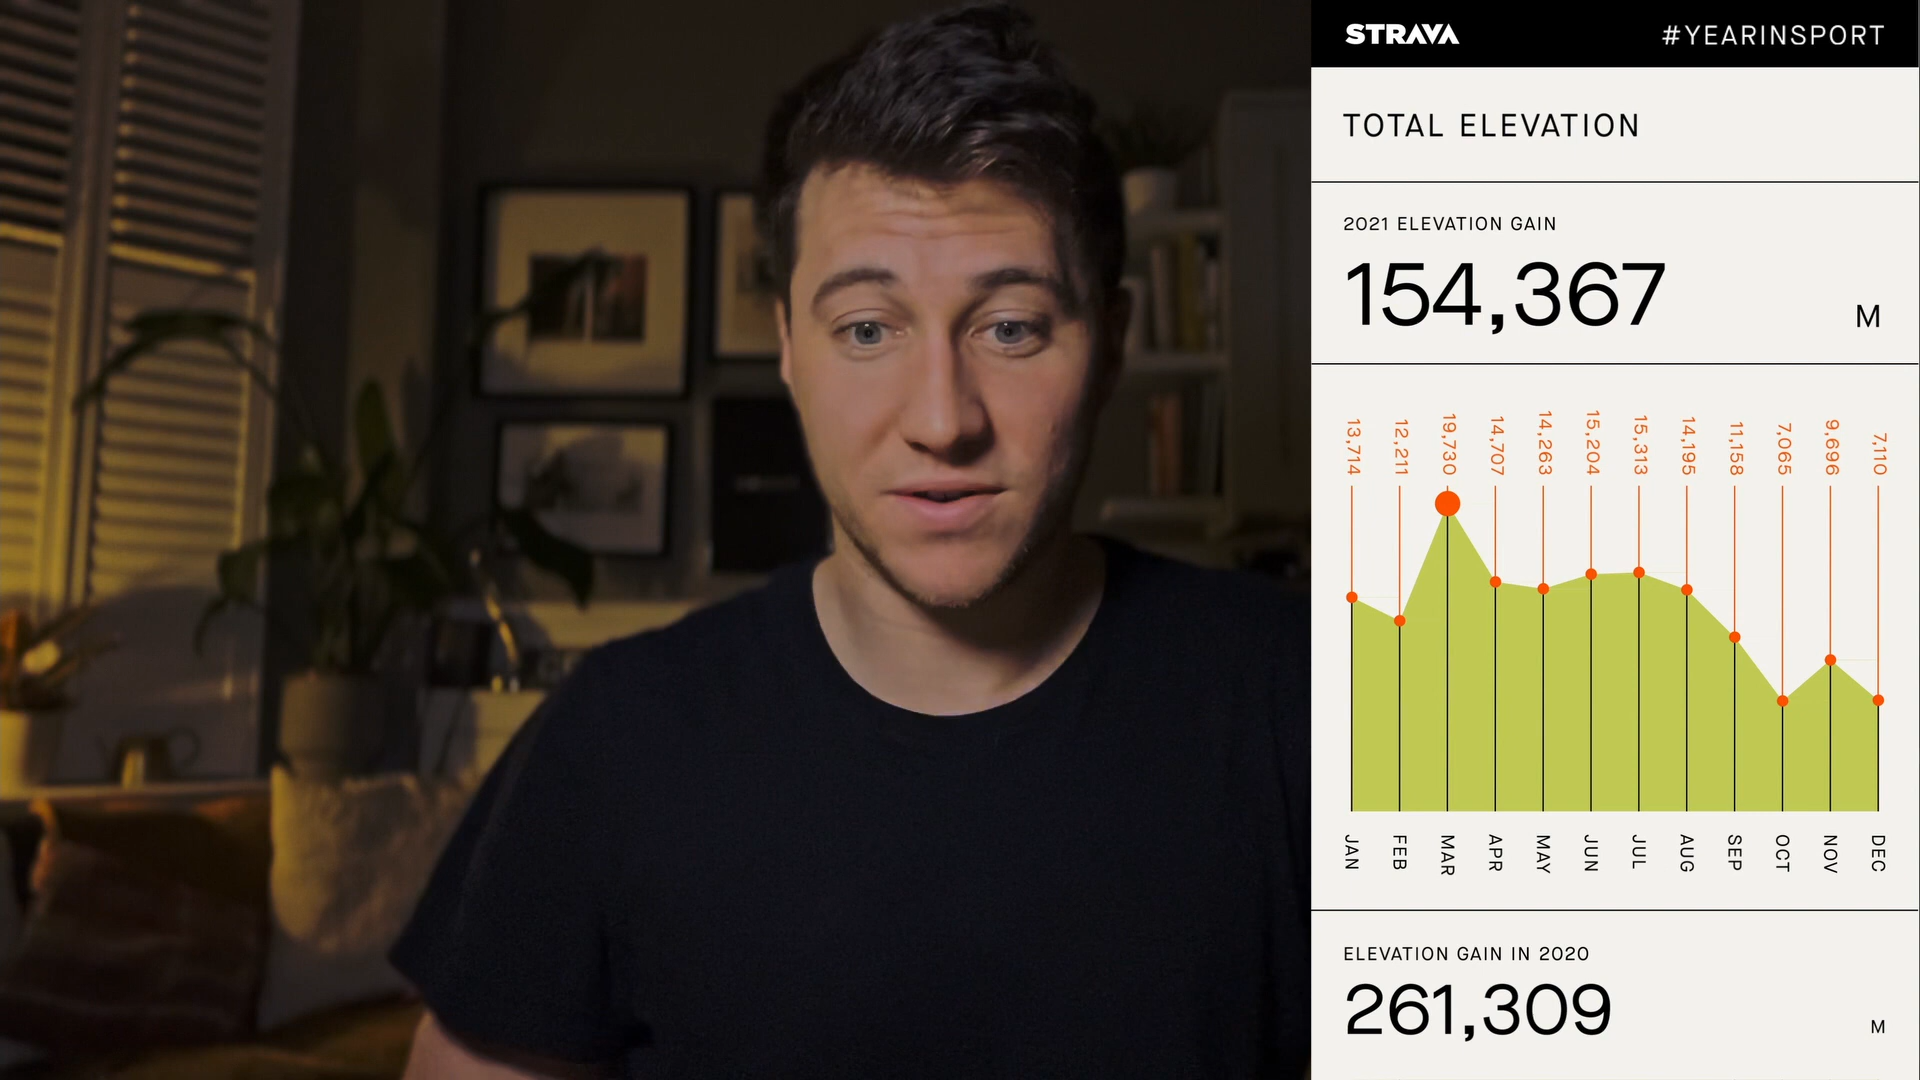 STRAVA
#YEARINSPORT
TOTAL ELEVATION
2021 ELEVATION GAIN
154,367 M
13,714 12,211 19,730 14,707 14,263 15,204 15,313 14,195 11,158 7,065 9,696 7,110
JAN FEB MAR APR MAY JUN JUL AUG SEP OCT NOV DEC
ELEVATION GAIN IN 2020
261,309 M